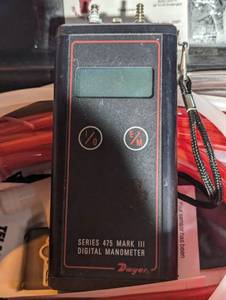 I/O
E/M
SERIES 475 MARK III
DIGITAL MANOMETER
Dwyer